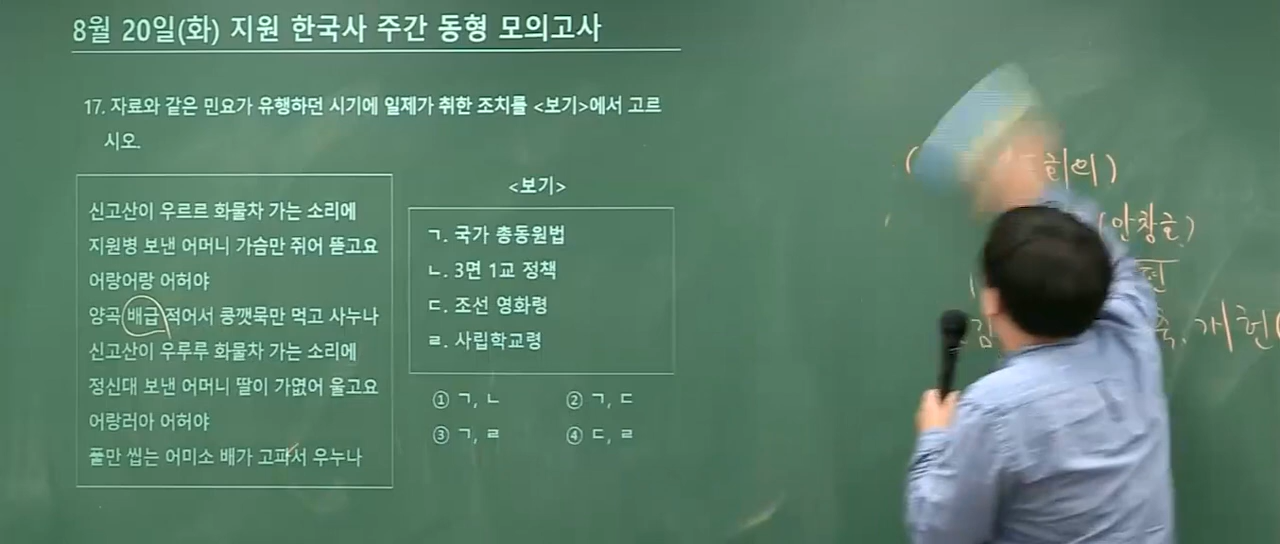 8월 20일(화) 지원 한국사 주간 동형 모의고사
17. 자료와 같은 민요가 유행하던 시기에 일제가 취한 조치를 <보기>에서 고르
시오.
신고산이 우르르 화물차 가는 소리에
지원병 보낸 어머니 가슴만 쥐어 뜯고요
어랑어랑 어허야
양곡 배급 적어서 콩깻묵만 먹고 사누나
신고산이 우루루 화물차 가는 소리에
정신대 보낸 어머니 딸이 가엾어 울고요
어랑러아 어허야
풀만 씹는 어미소 배가 고파서 우누나
<보기>
ㄱ. 국가 총동원법
ㄴ. 3면 1교 정책
ㄷ. 조선 영화령
ㄹ. 사립학교령
① ㄱ, ㄴ ② ㄱ, ㄷ
③ ㄱ, ㄹ ④ ㄷ, ㄹ
(안창호)
개헌